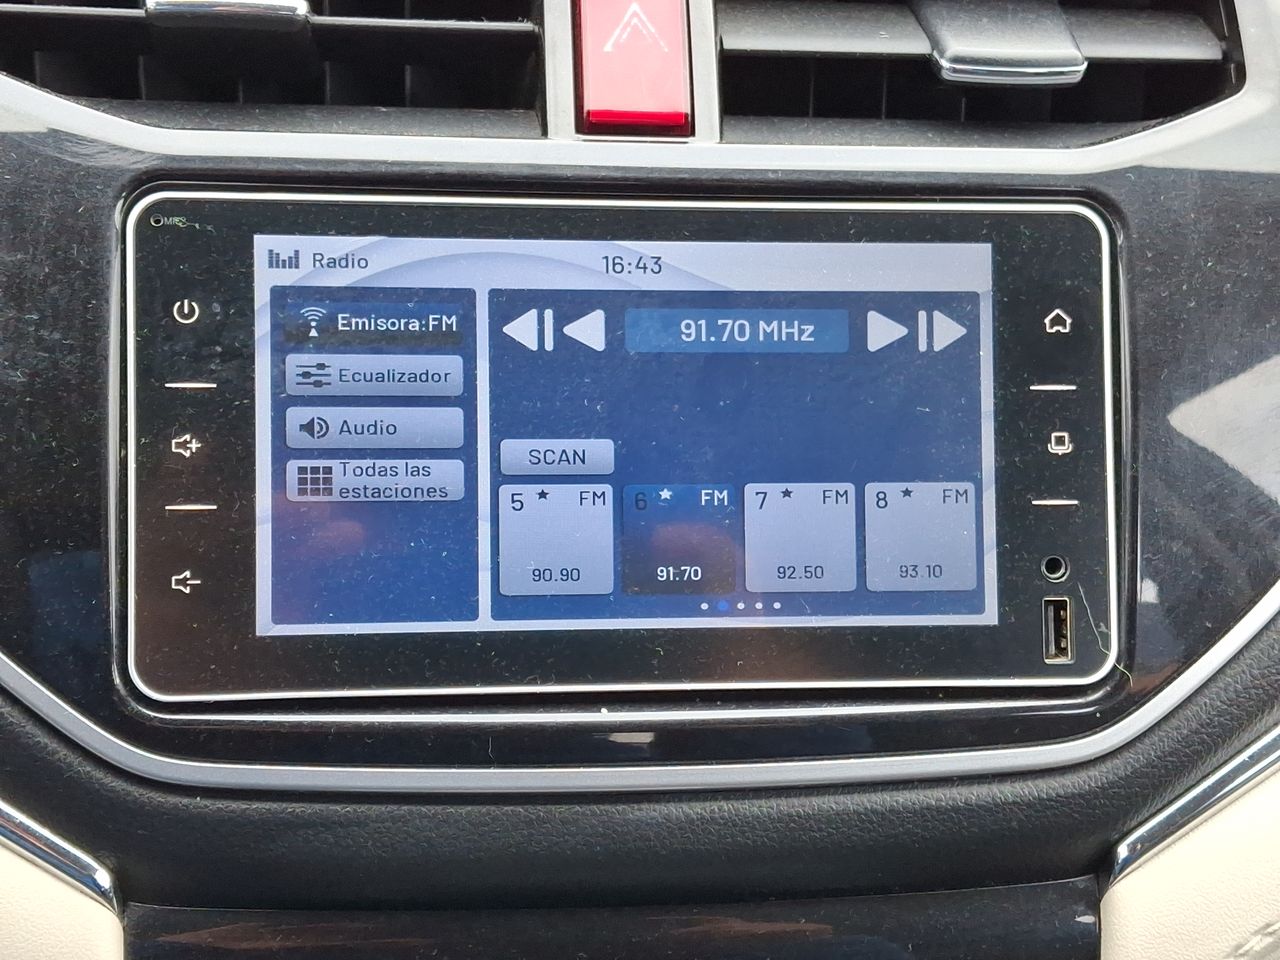 MIC
Radio
16:43
Emisora:FM
Ecualizador
Audio
Todas las
estaciones
91.70 MHz
SCAN
5 FM
90.90
6 FM
91.70
7 FM
92.50
8 FM
93.10